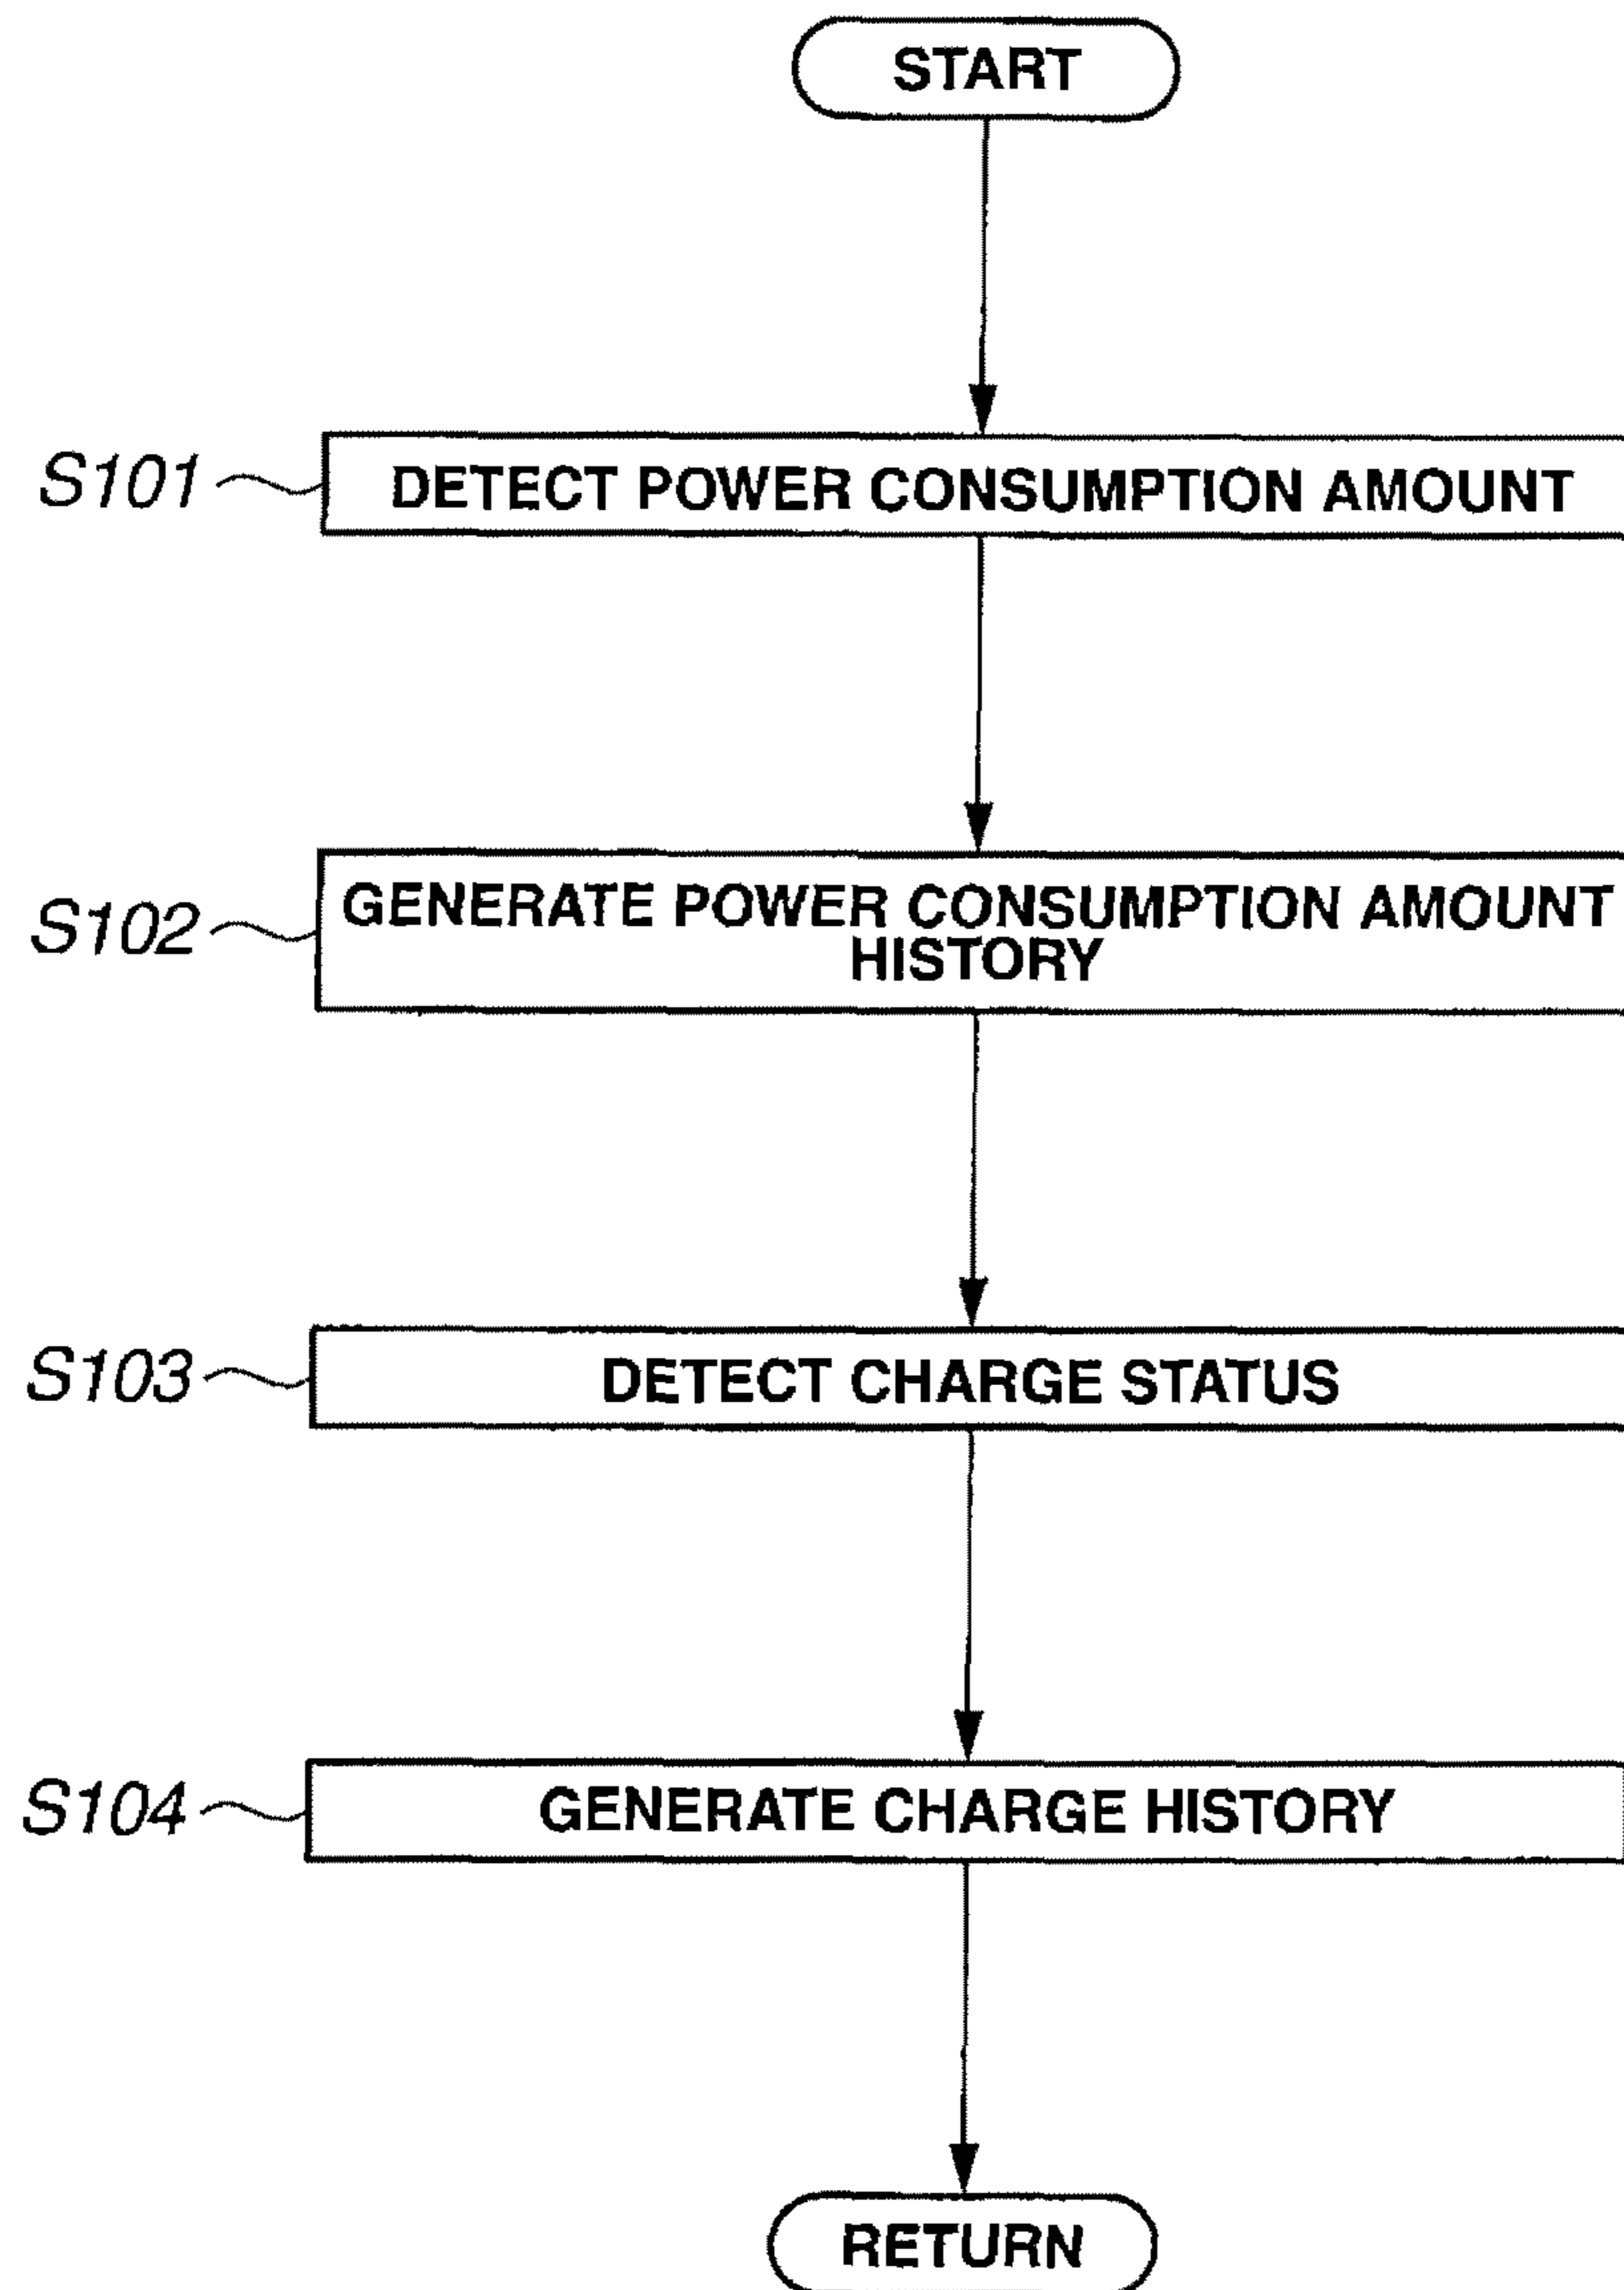 START
S101
DETECT POWER CONSUMPTION AMOUNT
S102
GENERATE POWER CONSUMPTION AMOUNT
HISTORY
S103
DETECT CHARGE STATUS
S104
GENERATE CHARGE HISTORY
RETURN